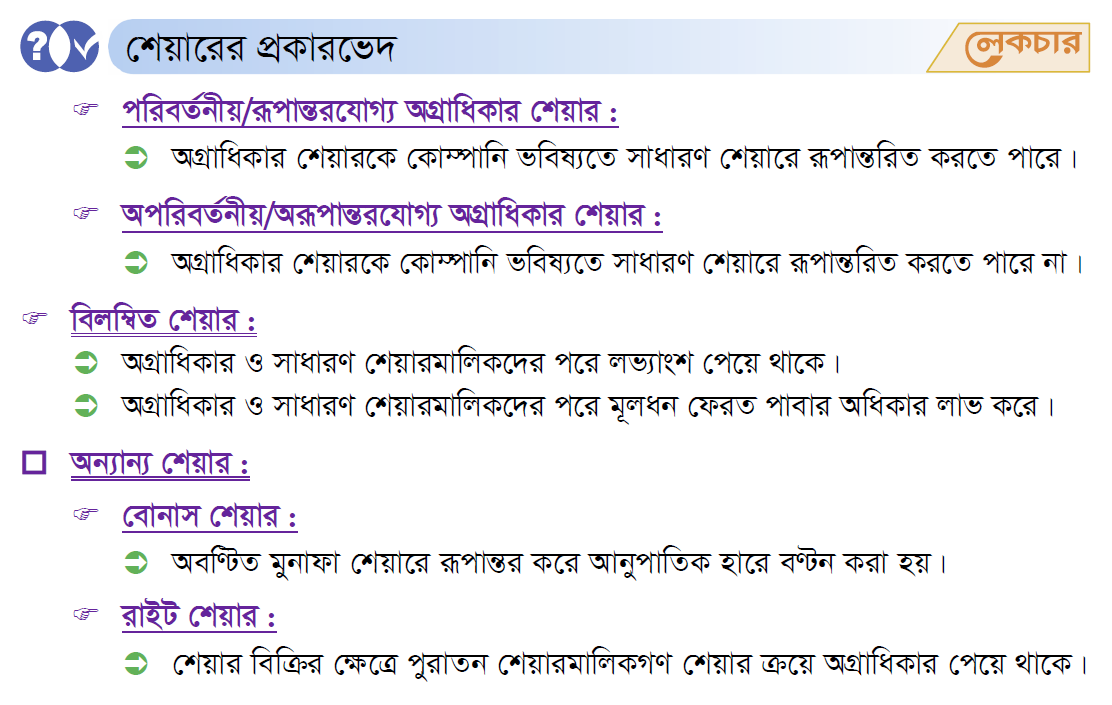 শেয়ারের প্রকারভেদ
লেকচার
পরিবর্তনীয়/রূপান্তরযোগ্য অগ্রাধিকার শেয়ার :
অগ্রাধিকার শেয়ারকে কোম্পানি ভবিষ্যতে সাধারণ শেয়ারে রূপান্তরিত করতে পারে।
অপরিবর্তনীয়/অরূপান্তরযোগ্য অগ্রাধিকার শেয়ার :
অগ্রাধিকার শেয়ারকে কোম্পানি ভবিষ্যতে সাধারণ শেয়ারে রূপান্তরিত করতে পারে না।
বিলম্বিত শেয়ার :
অগ্রাধিকার ও সাধারণ শেয়ারমালিকদের পরে লভ্যাংশ পেয়ে থাকে।
অগ্রাধিকার ও সাধারণ শেয়ারমালিকদের পরে মূলধন ফেরত পাবার অধিকার লাভ করে।
অন্যান্য শেয়ার :
বোনাস শেয়ার :
অবণ্টিত মুনাফা শেয়ারে রূপান্তর করে আনুপাতিক হারে বণ্টন করা হয়।
রাইট শেয়ার :
শেয়ার বিক্রির ক্ষেত্রে পুরাতন শেয়ারমালিকগণ শেয়ার ক্রয়ে অগ্রাধিকার পেয়ে থাকে।